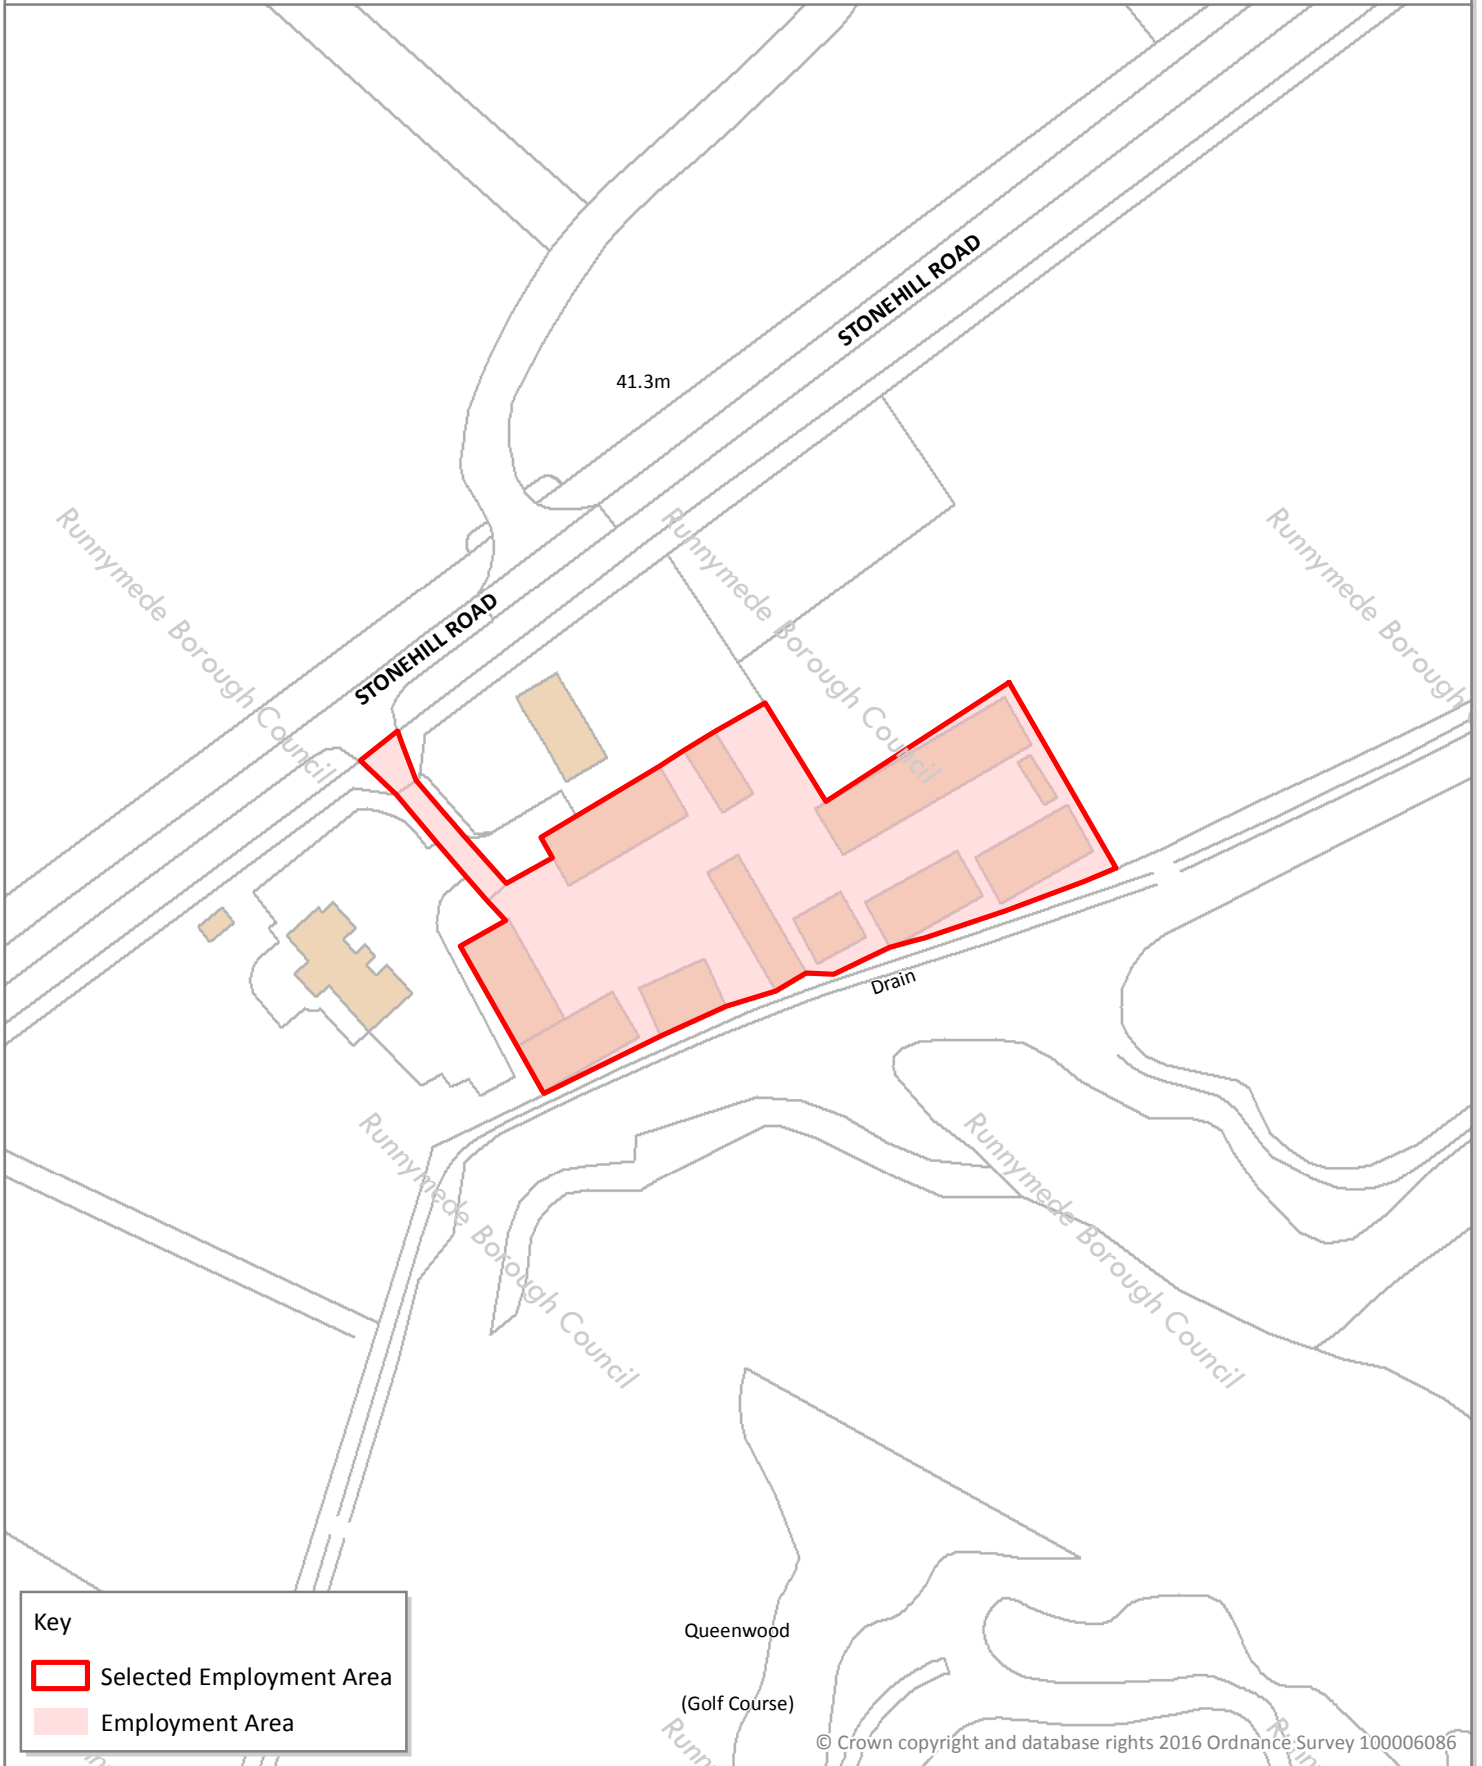 STONEHILL ROAD
41.3m
Runnymede Borough Council
Runnymede Borough Council
Runnymede Borough
STONEHILL ROAD
Drain
Runnymede Borough Council
Runnymede Borough Council
Key
Selected Employment Area
Employment Area
Queenwood
(Golf Course)
© Crown copyright and database rights 2016 Ordnance Survey 100006086